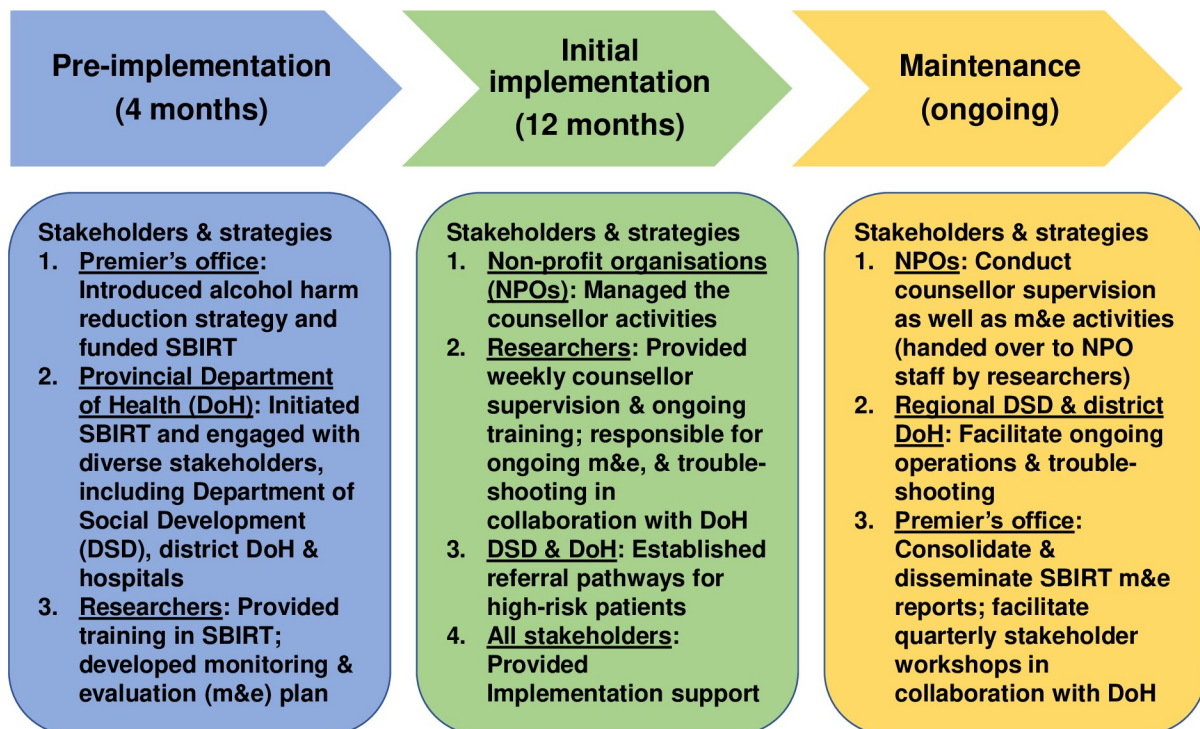 Pre-implementation
(4 months)
Initial
implementation
(12 months)
Maintenance
(ongoing)
Stakeholders & strategies
1. Premier's office:
Introduced alcohol harm
reduction strategy and
funded SBIRT
2. Provincial Department
of Health (DoH): Initiated
SBIRT and engaged with
diverse stakeholders,
including Department of
Social Development
(DSD), district DoH &
hospitals
3. Researchers: Provided
training in SBIRT;
developed monitoring &
evaluation (m&e) plan
Stakeholders & strategies
1. Non-profit organisations
(NPOs): Managed the
counsellor activities
2. Researchers: Provided
weekly counsellor
supervision & ongoing
training; responsible for
ongoing m&e, & trouble-
shooting in
collaboration with DoH
3. DSD & DoH: Established
referral pathways for
high-risk patients
4. All stakeholders:
Provided
Implementation support
Stakeholders & strategies
1. NPOs: Conduct
counsellor supervision
as well as m&e activities
(handed over to NPO
staff by researchers)
2. Regional DSD & district
DoH: Facilitate ongoing
operations & trouble-
shooting
3. Premier's office:
Consolidate &
disseminate SBIRT m&e
reports; facilitate
quarterly stakeholder
workshops in
collaboration with DoH